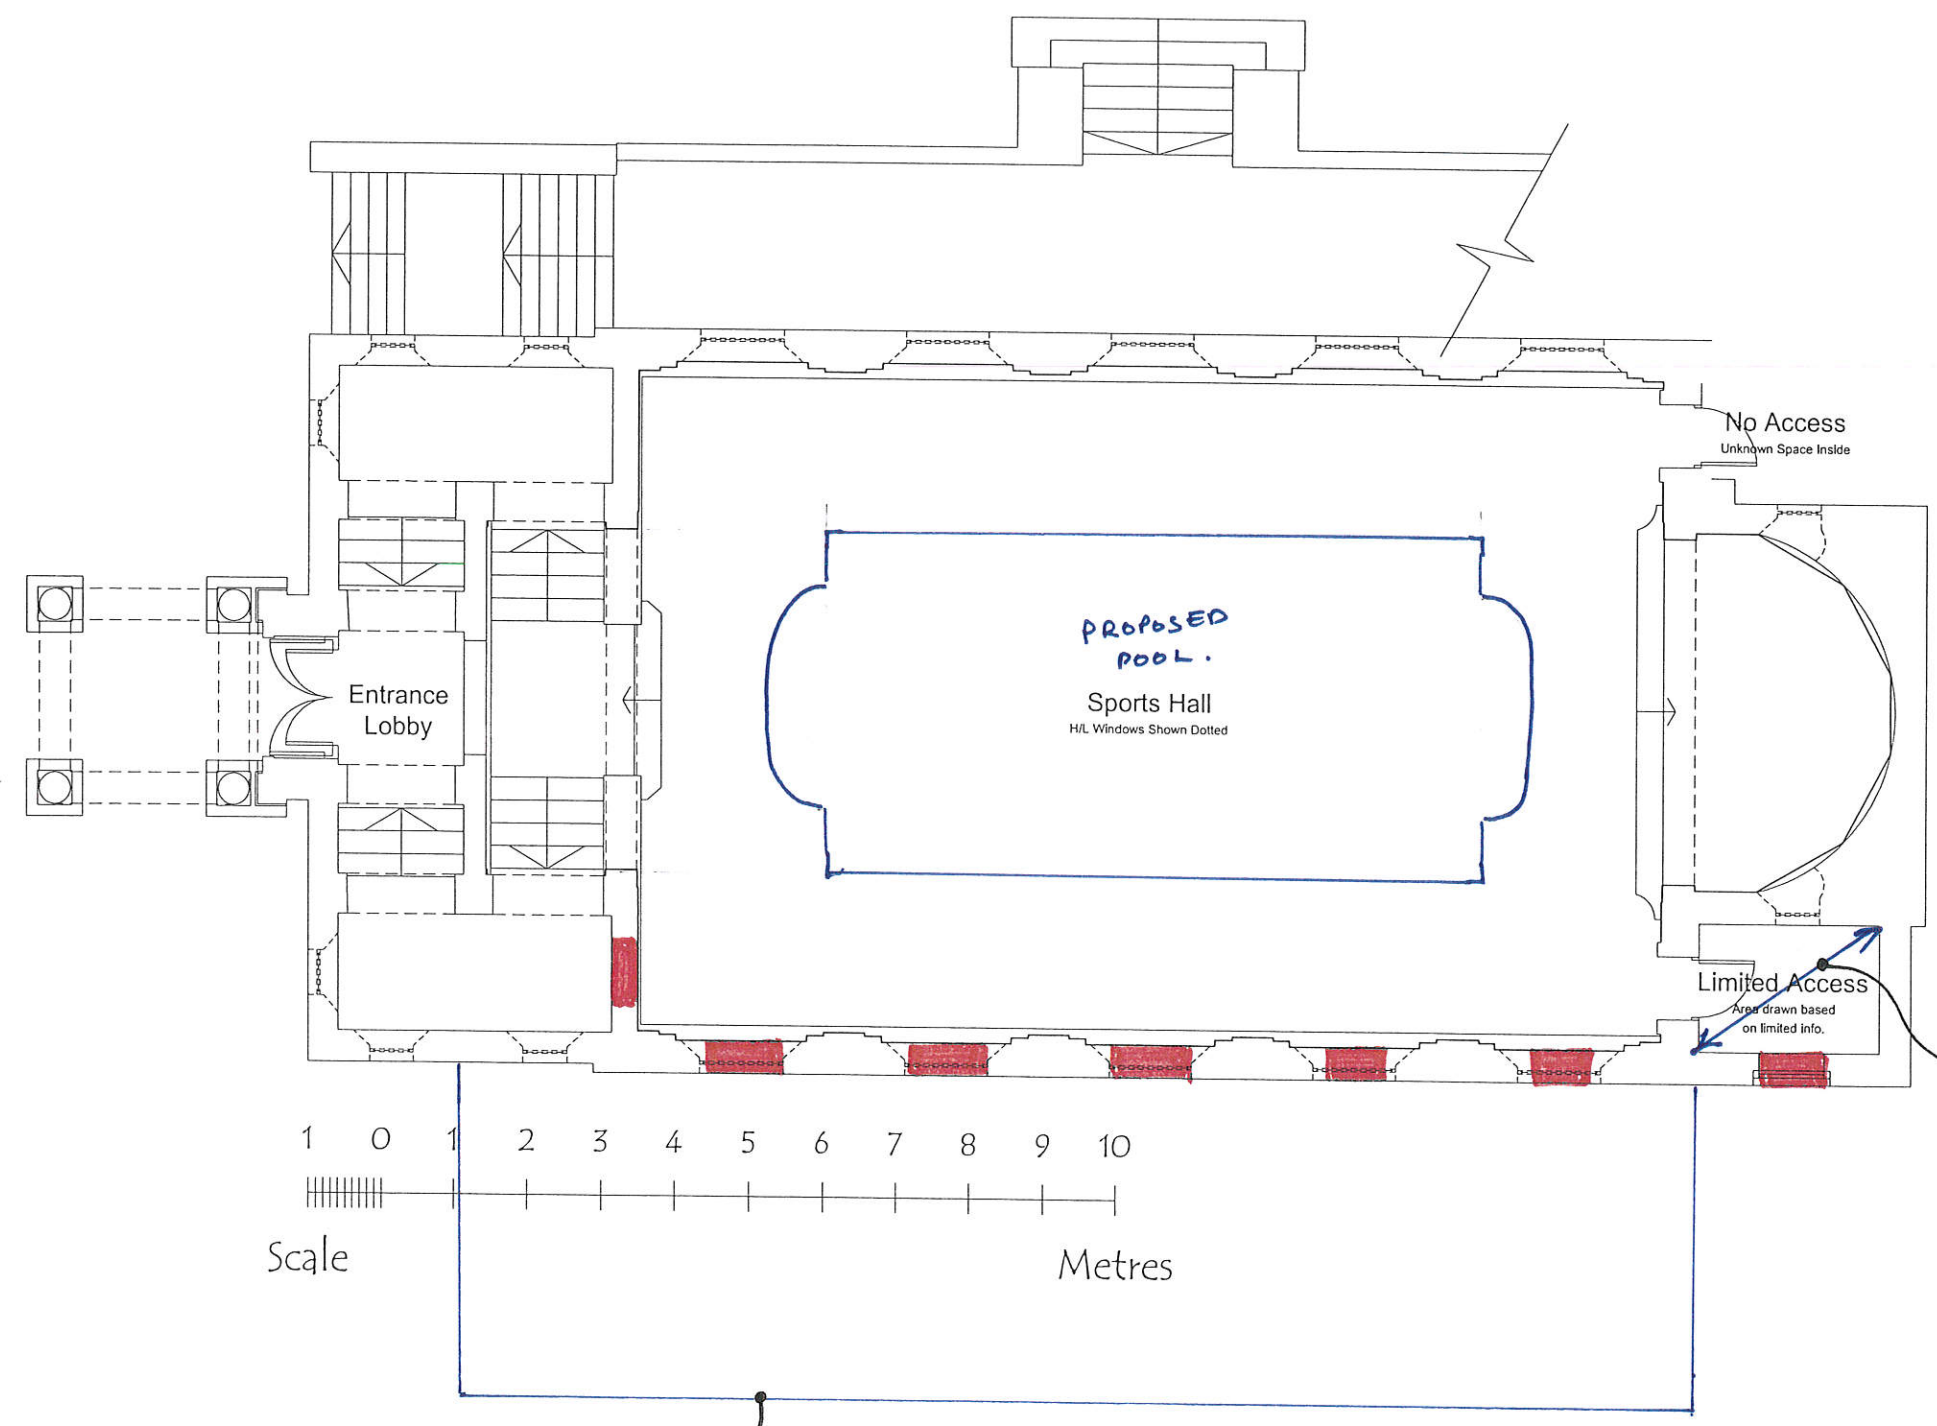 No Access
Unknown Space Inside
PROPOSED
POOL.
Sports Hall
H/L Windows Shown Dotted
Entrance
Lobby
Limited Access
Area drawn based
on limited info.
1 0 1 2 3 4 5 6 7 8 9 10
Scale
Metres